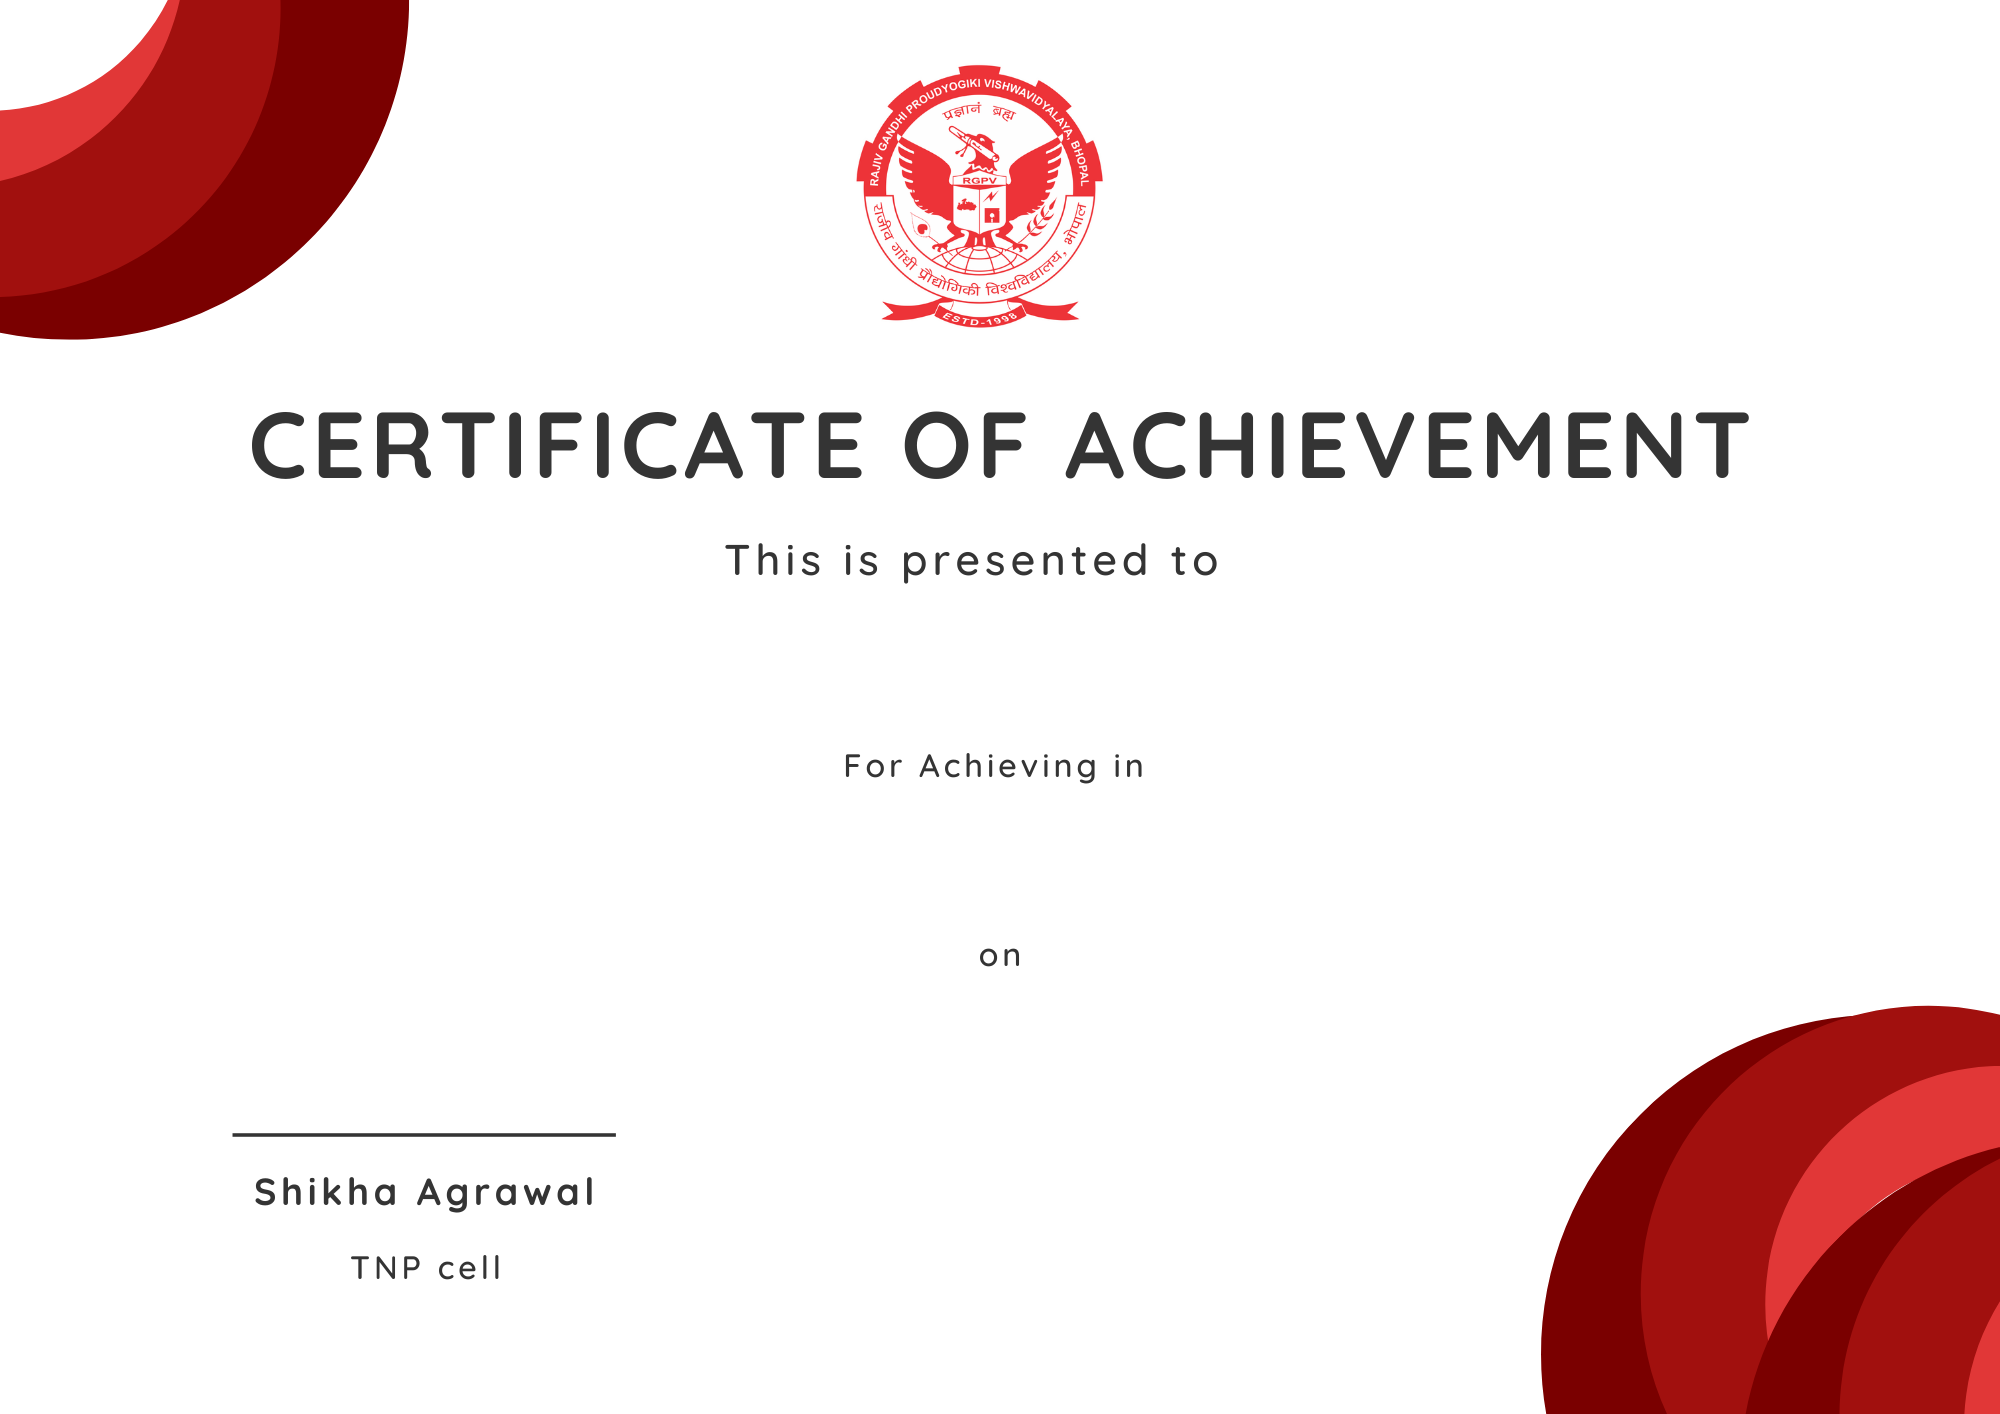 RAJIV GANDHI PROUDYOGIKI VISHWAVIDYALAYA, BHOPAL
प्रज्ञानं ब्रह्म
RGPV
राजीव गांधी प्रौद्योगिकी विश्वविद्यालय, भोपाल
ESTD-1998
CERTIFICATE OF ACHIEVEMENT
This is presented to
For Achieving in
on
Shikha Agrawal
TNP cell